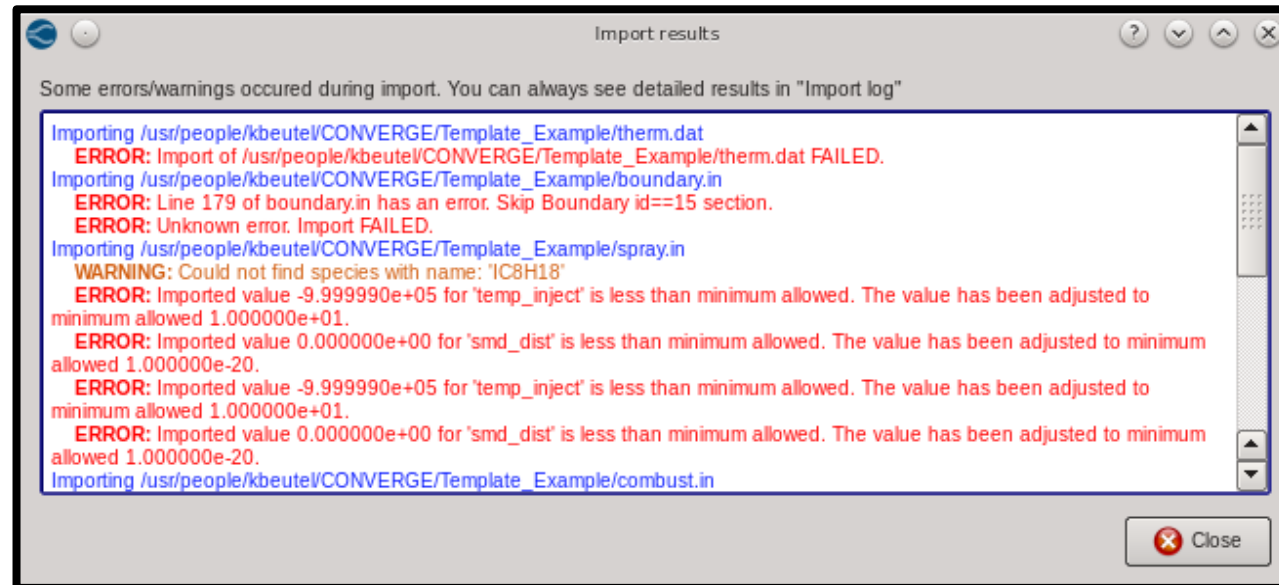 Import results
Some errors/warnings occured during import. You can always see detailed results in "Import log"
Importing /usr/people/kbeutel/CONVERGE/Template_Example/therm.dat
ERROR: Import of /usr/people/kbeutel/CONVERGE/Template_Example/therm.dat FAILED.
Importing /usr/people/kbeutel/CONVERGE/Template_Example/boundary.in
ERROR: Line 179 of boundary.in has an error. Skip Boundary id==15 section.
ERROR: Unknown error. Import FAILED.
Importing /usr/people/kbeutel/CONVERGE/Template_Example/spray.in
WARNING: Could not find species with name: 'IC8H18'
ERROR: Imported value -9.999990e+05 for 'temp_inject' is less than minimum allowed. The value has been adjusted to
minimum allowed 1.000000e+01.
ERROR: Imported value 0.000000e+00 for 'smd_dist' is less than minimum allowed. The value has been adjusted to minimum
allowed 1.000000e-20.
ERROR: Imported value -9.999990e+05 for 'temp_inject' is less than minimum allowed. The value has been adjusted to
minimum allowed 1.000000e+01.
ERROR: Imported value 0.000000e+00 for 'smd_dist' is less than minimum allowed. The value has been adjusted to minimum
allowed 1.000000e-20.
Importing /usr/people/kbeutel/CONVERGE/Template_Example/combust.in
Close